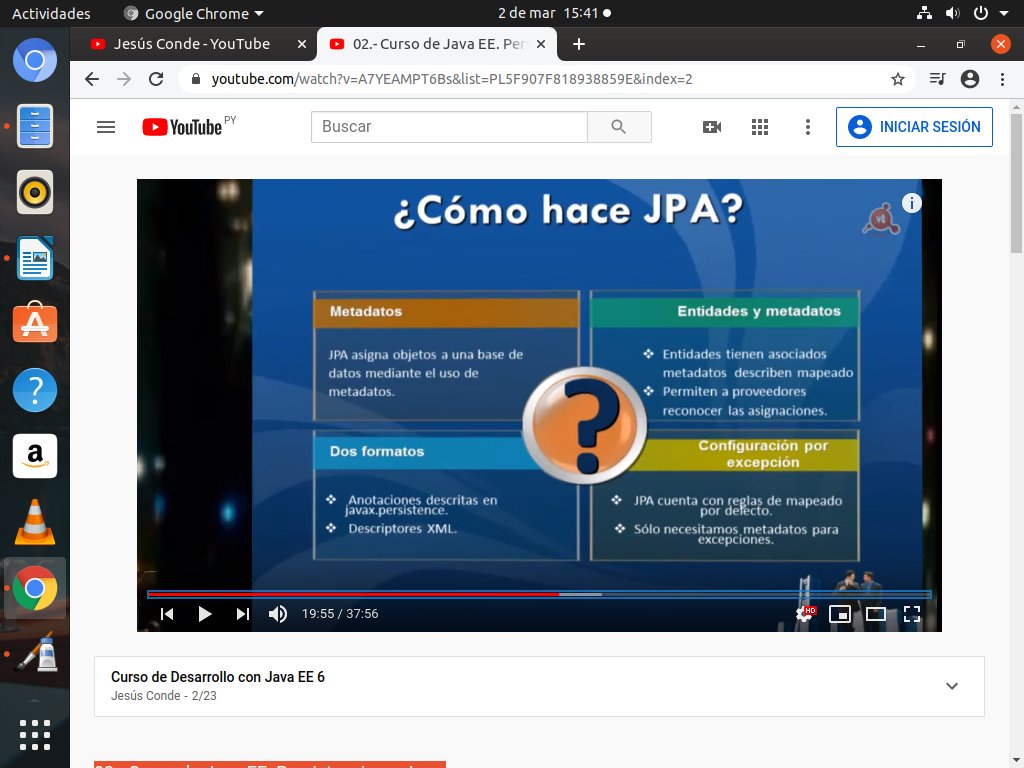 Actividades
Google Chrome
2 de mar 15:41
Jesús Conde - YouTube
02.- Curso de Java EE. Per
youtube.com/watch?v=A7YEAMPT6Bs&list=PL5F907F818938859E&index=2
YouTube PY
Buscar
INICIAR SESIÓN
¿Cómo hace JPA?
vt
i
Metadatos
JPA asigna objetos a una base de
datos mediante el uso de
metadatos.
Entidades y metadatos
❖ Entidades tienen asociados
metadatos describen mapeado
❖ Permiten a proveedores
reconocer las asignaciones.
?
Dos formatos
❖ Anotaciones descritas en
javax.persistence.
❖ Descriptores XML.
Configuración por
excepción
❖ JPA cuenta con reglas de mapeado
por defecto.
❖ Sólo necesitamos metadatos para
excepciones.
19:55 / 37:56
HD
Curso de Desarrollo con Java EE 6
Jesús Conde - 2/23